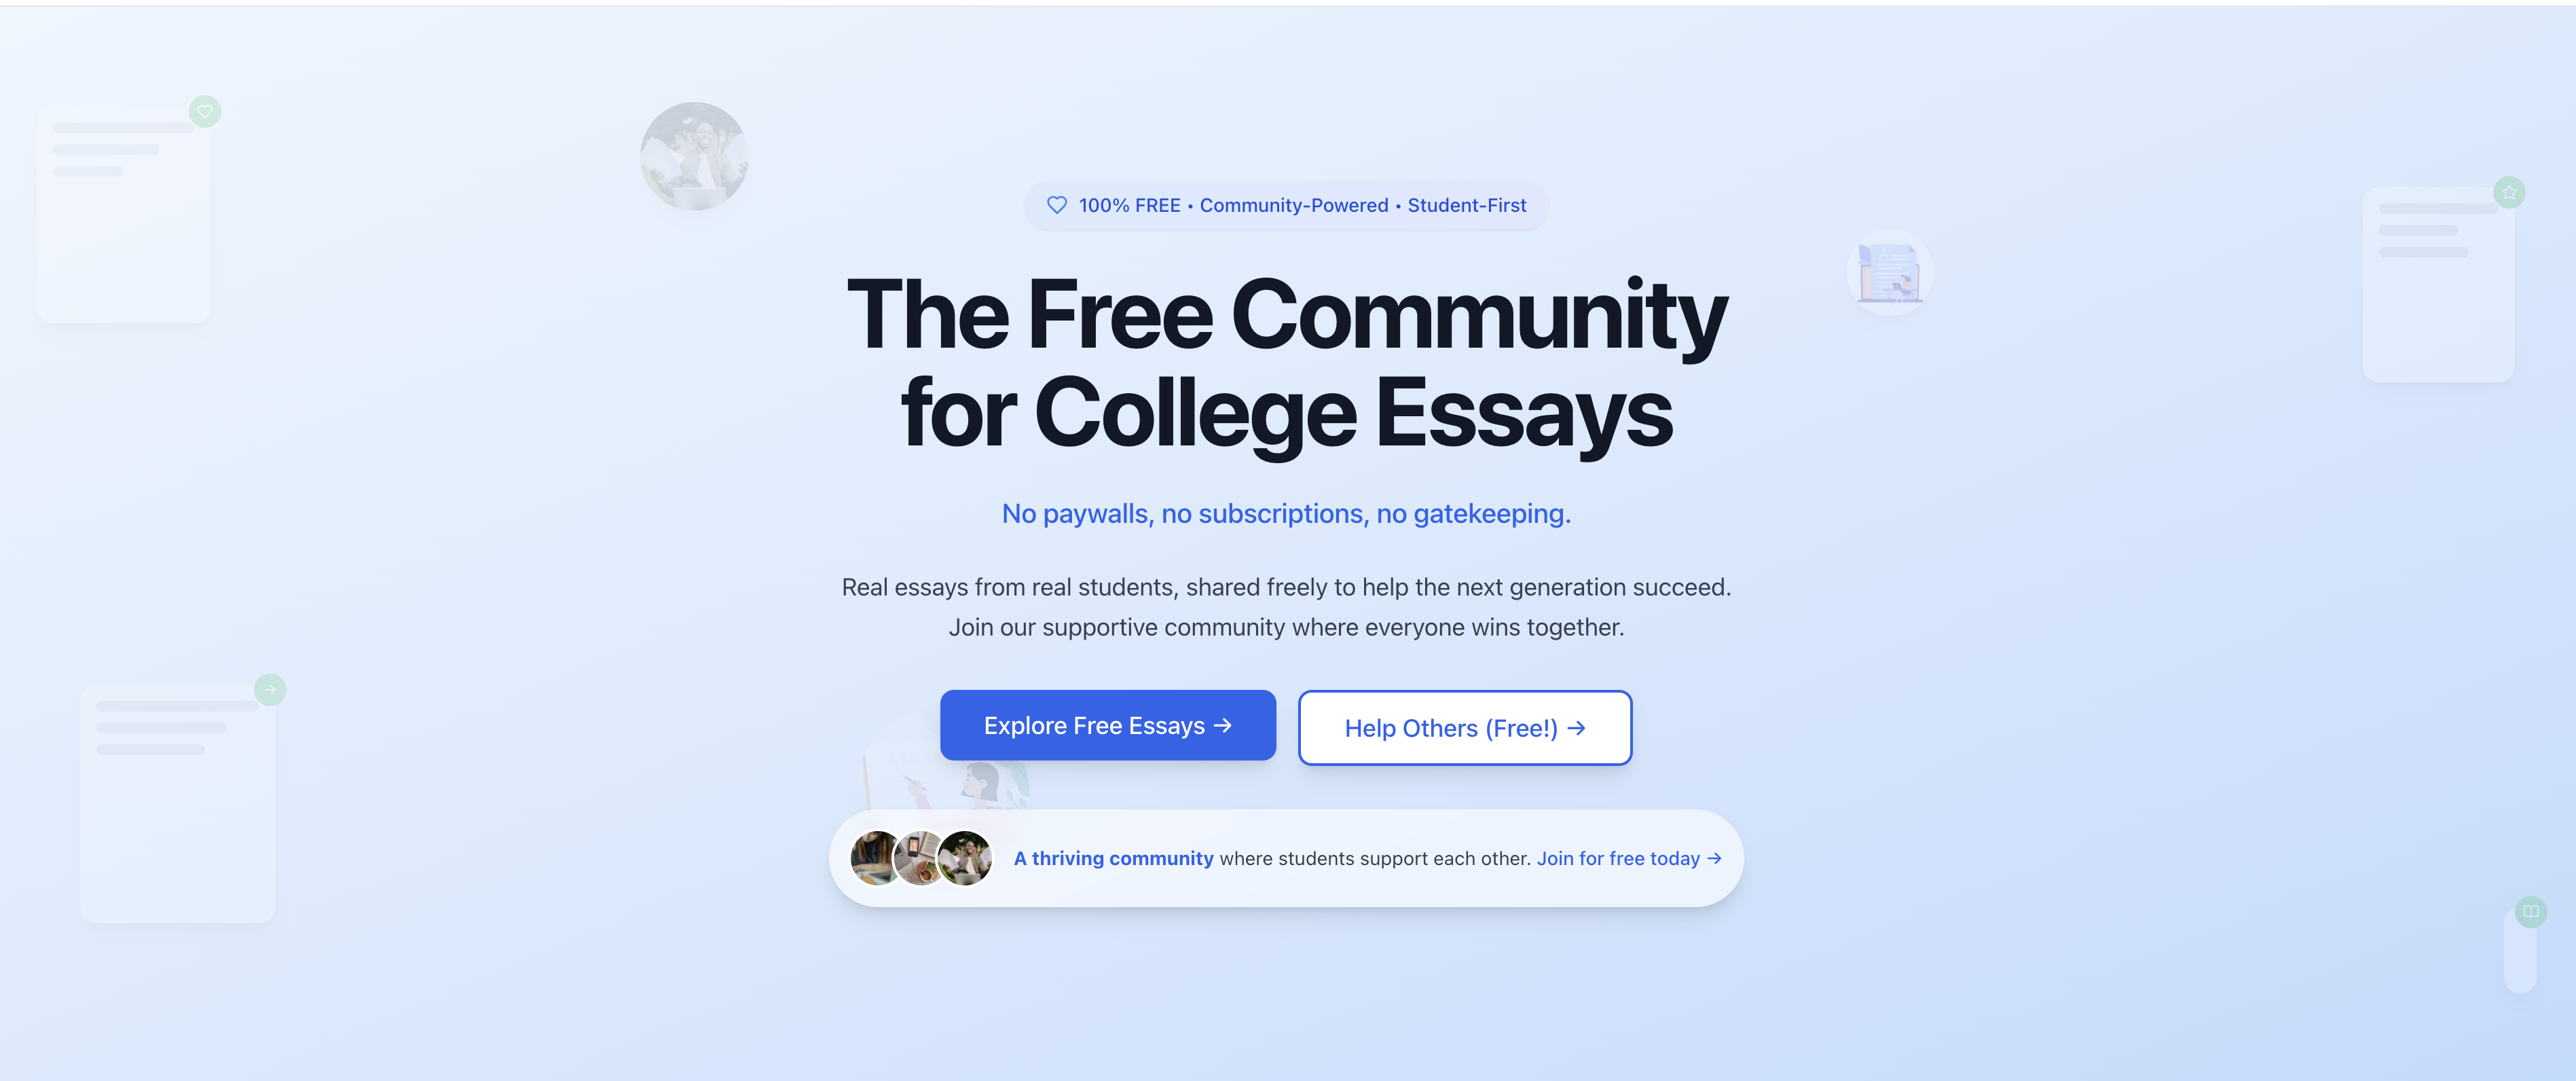 100% FREE • Community-Powered • Student-First
The Free Community
for College Essays
No paywalls, no subscriptions, no gatekeeping.
Real essays from real students, shared freely to help the next generation succeed.
Join our supportive community where everyone wins together.
Explore Free Essays →
Help Others (Free!) →
A thriving community where students support each other. Join for free today →